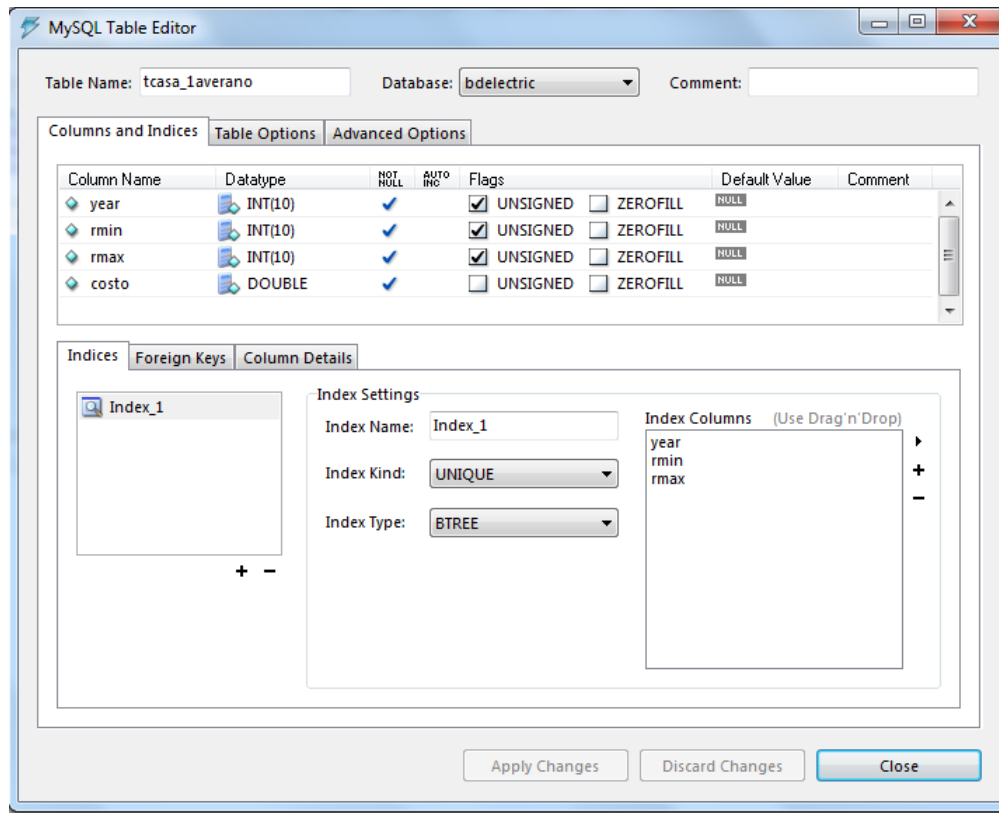 MySQL Table Editor
Table Name: tcasa_1averano Database: bdelectric Comment:
Columns and Indices Table Options Advanced Options
Column Name Datatype NOT NULL AUTO INC Flags Default Value Comment
year INT(10) UNSIGNED ZEROFILL NULL
rmin INT(10) UNSIGNED ZEROFILL NULL
rmax INT(10) UNSIGNED ZEROFILL NULL
costo DOUBLE UNSIGNED ZEROFILL NULL
Indices Foreign Keys Column Details
Index_1
Index Settings
Index Name: Index_1
Index Kind: UNIQUE
Index Type: BTREE
Index Columns (Use Drag'n'Drop)
year
rmin
rmax
Apply Changes Discard Changes Close